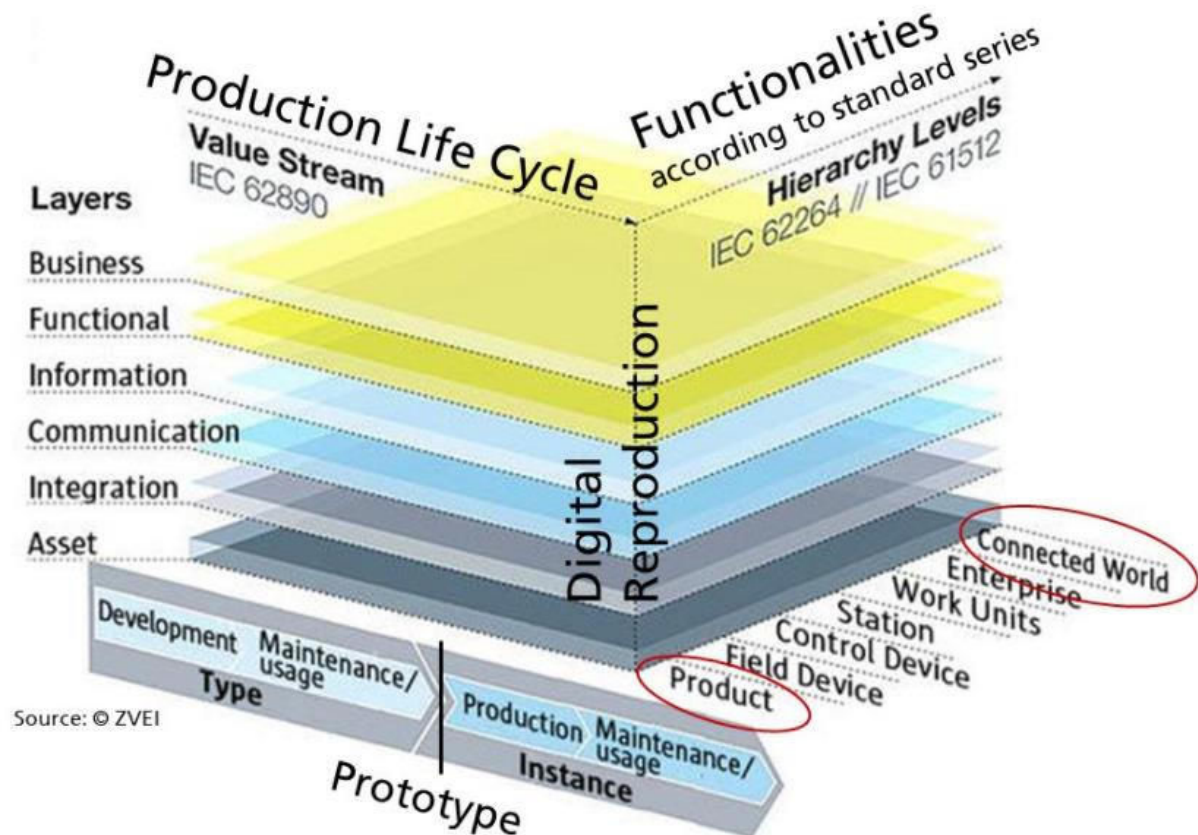 Production Life Cycle
Value Stream
IEC 62890
Functionalities
according to standard series
Hierarchy Levels
IEC 62264 // IEC 61512
Layers
Business
Functional
Information
Communication
Integration
Asset
Digital
Reproduction
Connected World
Enterprise
Work Units
Station
Control Device
Field Device
Product
Development
Maintenance/
usage
Type
Production
Maintenance/
usage
Instance
Prototype
Source: © ZVEI